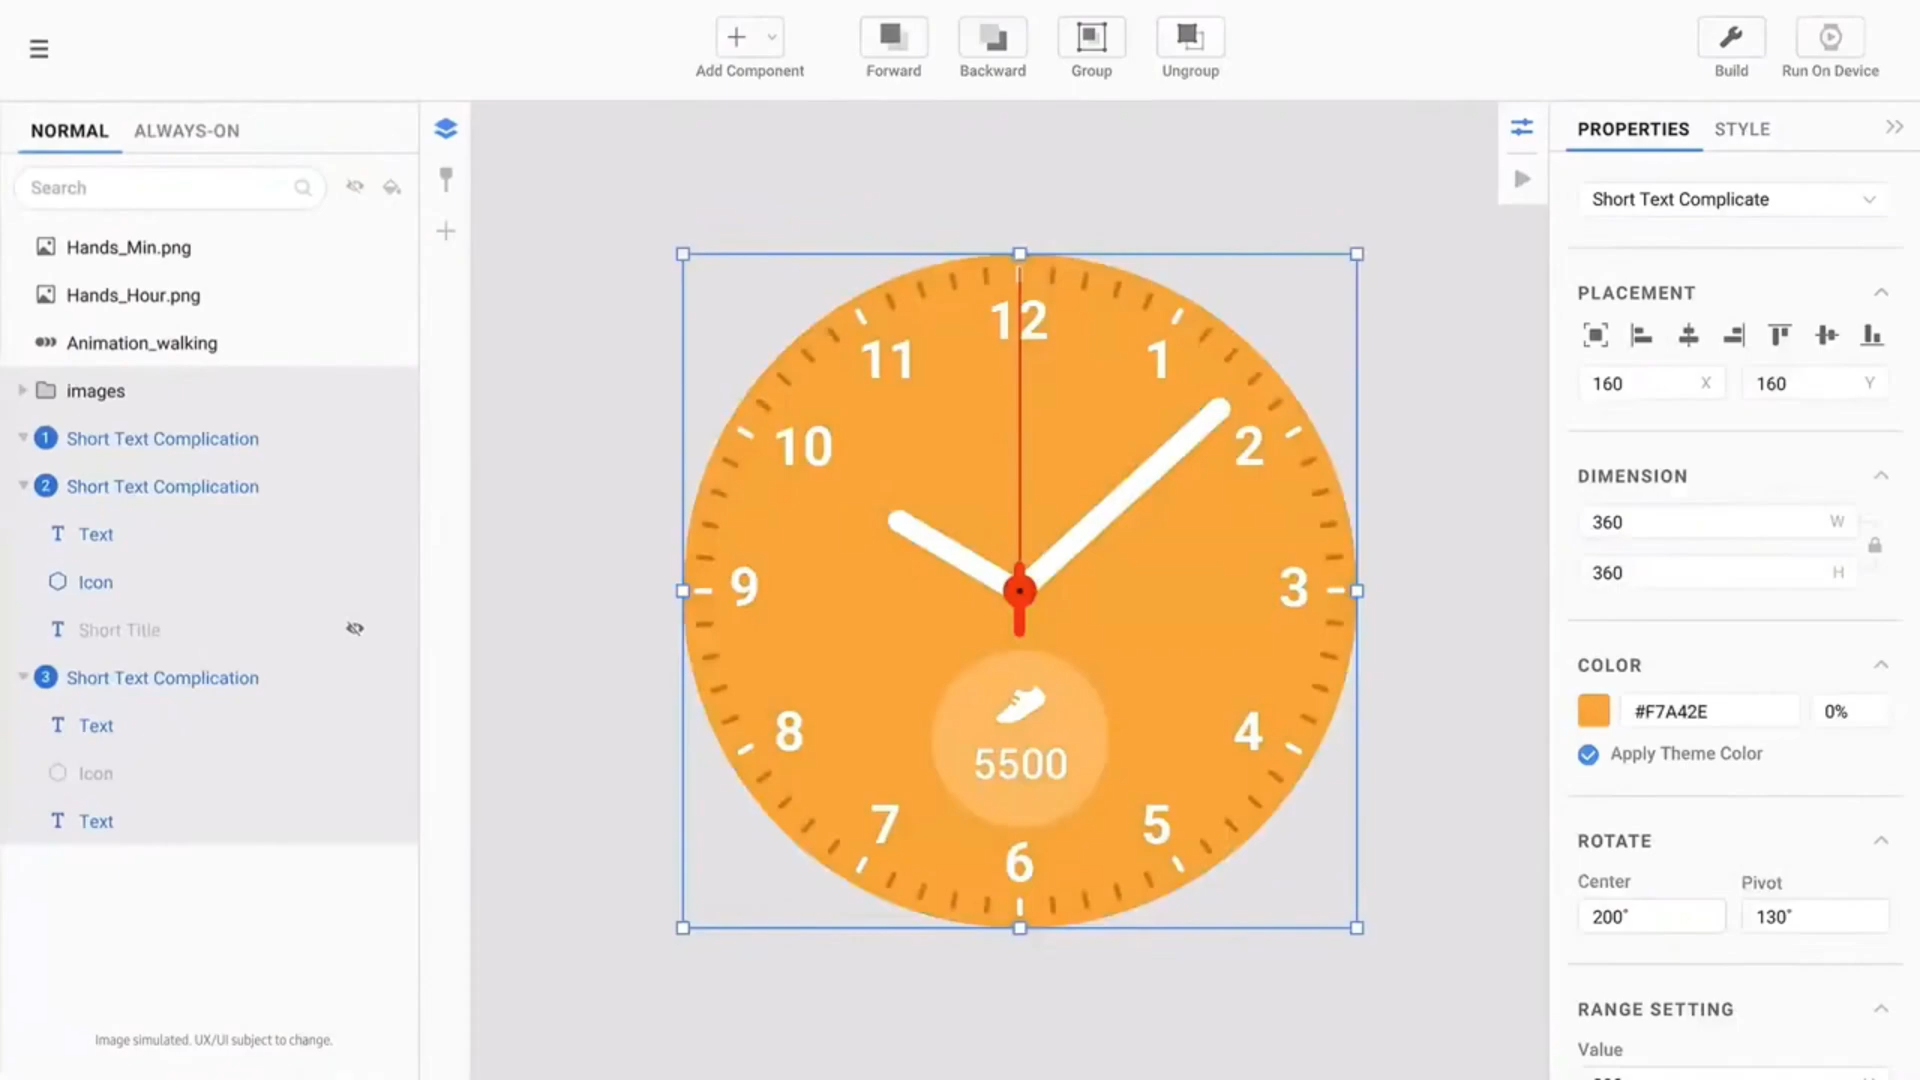 Add Component
Forward
Backward
Group
Ungroup
Build
Run On Device
NORMAL
ALWAYS-ON
Search
Hands_Min.png
Hands_Hour.png
Animation_walking
images
1 Short Text Complication
2 Short Text Complication
T Text
Icon
T Short Title
3 Short Text Complication
T Text
Icon
T Text
Image simulated. UX/UI subject to change.
12
11
1
10
2
9
3
8
4
7
5
6
5500
PROPERTIES
STYLE
Short Text Complicate
PLACEMENT
160 X
160 Y
DIMENSION
360 W
360 H
COLOR
#F7A42E
0%
Apply Theme Color
ROTATE
Center
Pivot
200°
130°
RANGE SETTING
Value